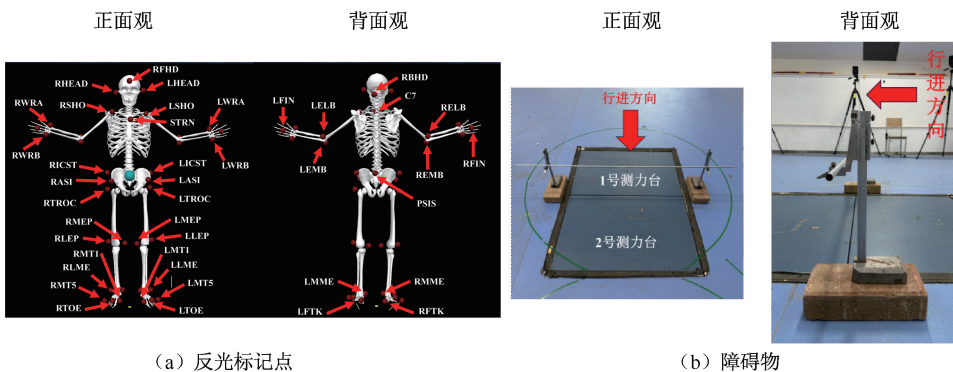 正面观
背面观
RFHD
RHEAD
LHEAD
RWRA
RSHO
LSHO
LWRA
STRN
RWRB
LWRB
RICST
LICST
RASI
LASI
RTROC
LTROC
RMEP
LMEP
RLEP
LLEP
RMT1
LMT1
RLME
LLME
RMT5
LMT5
RTOE
LTOE
RBHD
C7
LFIN
LELB
RELB
LEMB
REMB
RFIN
PSIS
LMME
RMME
LFTK
RFTK
(a)反光标记点
正面观
背面观
行进方向
1号测力台
2号测力台
行进方向
(b)障碍物